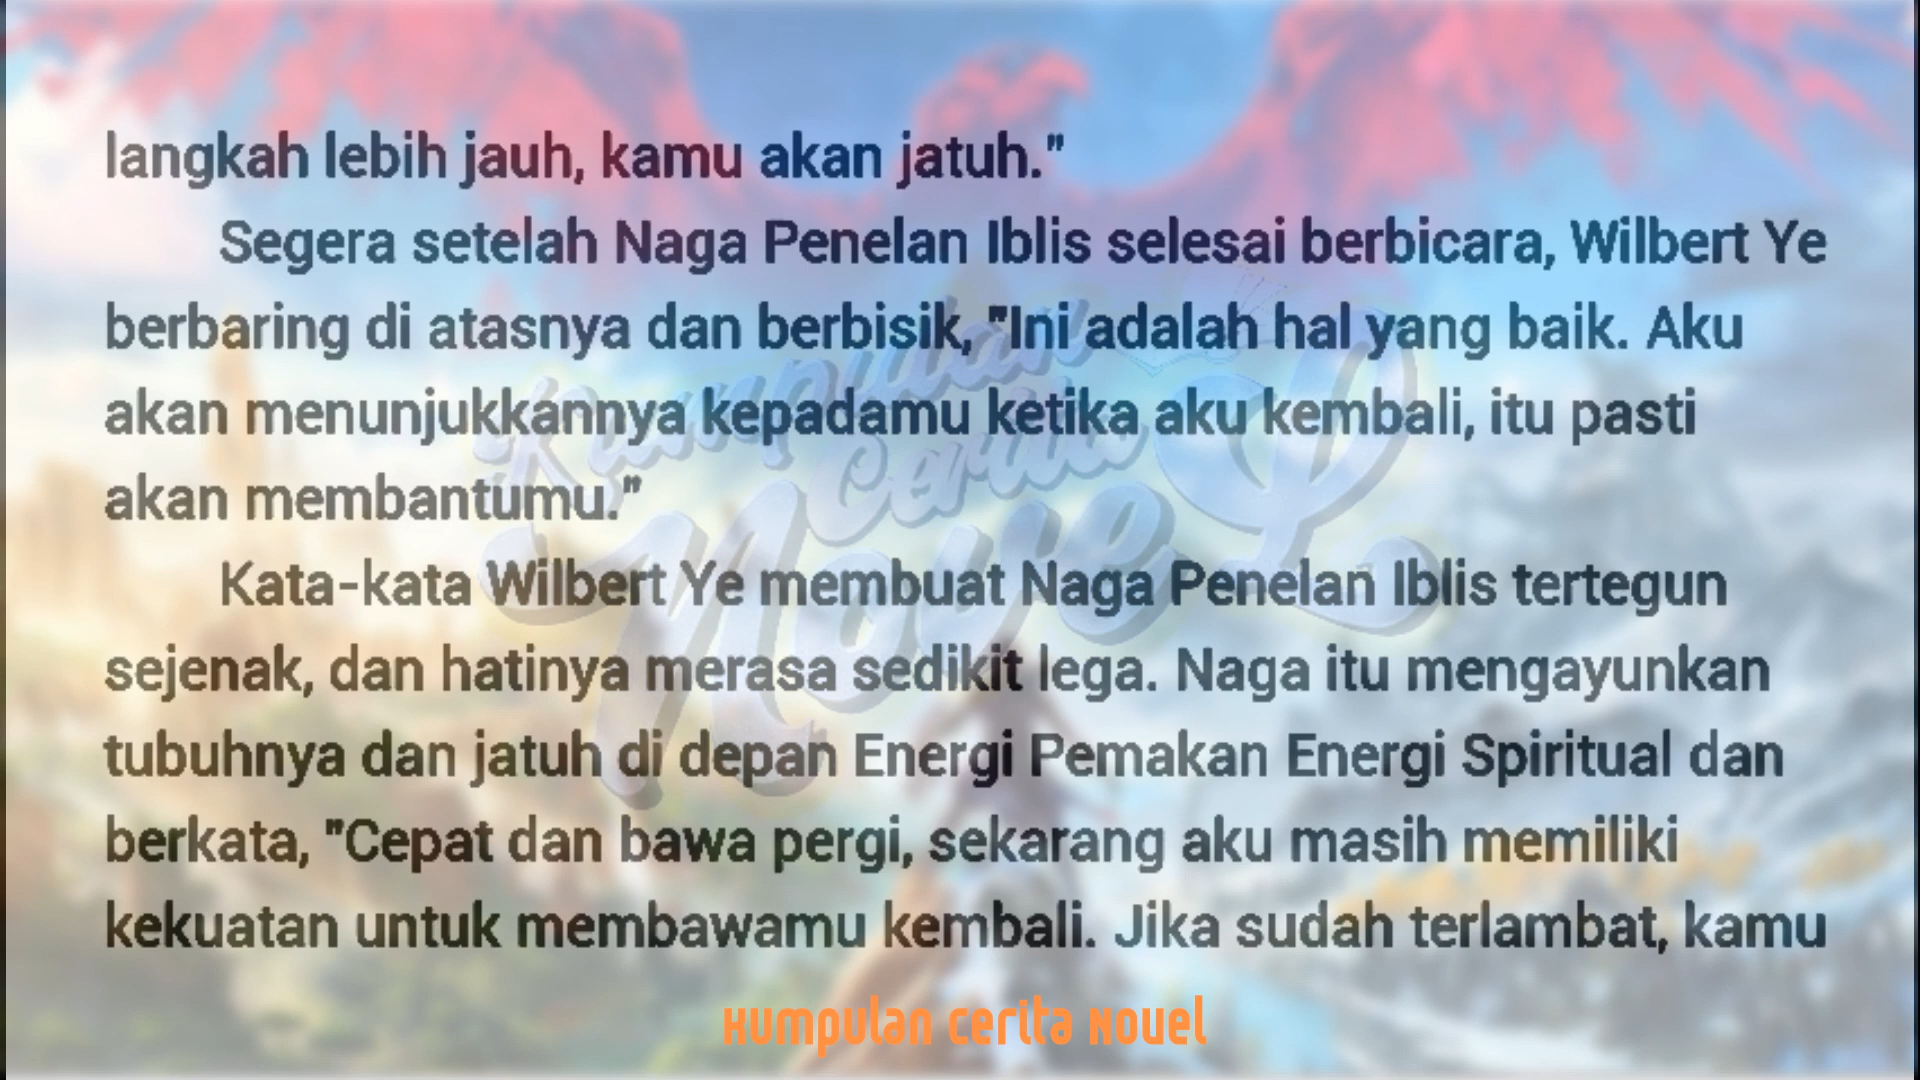 langkah lebih jauh, kamu akan jatuh."
Segera setelah Naga Penelan Iblis selesai berbicara, Wilbert Ye
berbaring di atasnya dan berbisik, "Ini adalah hal yang baik. Aku
akan menunjukkannya kepadamu ketika aku kembali, itu pasti
akan membantumu."
Kata-kata Wilbert Ye membuat Naga Penelan Iblis tertegun
sejenak, dan hatinya merasa sedikit lega. Naga itu mengayunkan
tubuhnya dan jatuh di depan Energi Pemakan Energi Spiritual dan
berkata, "Cepat dan bawa pergi, sekarang aku masih memiliki
kekuatan untuk membawamu kembali. Jika sudah terlambat, kamu
Kumpulan
Cerita
Novel
Kumpulan Cerita Novel